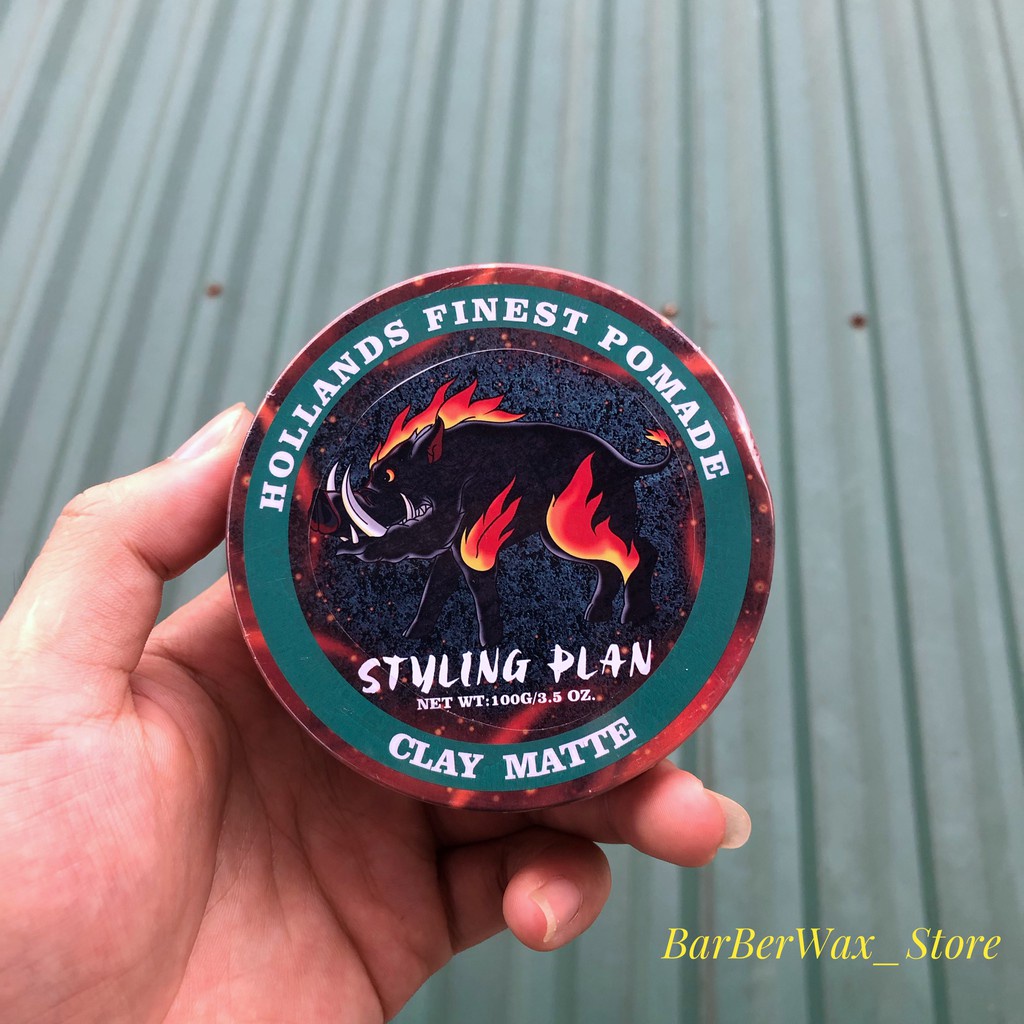 HOLLANDS FINEST POMADE
STYLING PLAN
NET WT:100G/3.5 OZ.
CLAY MATTE
BarBerWax_Store